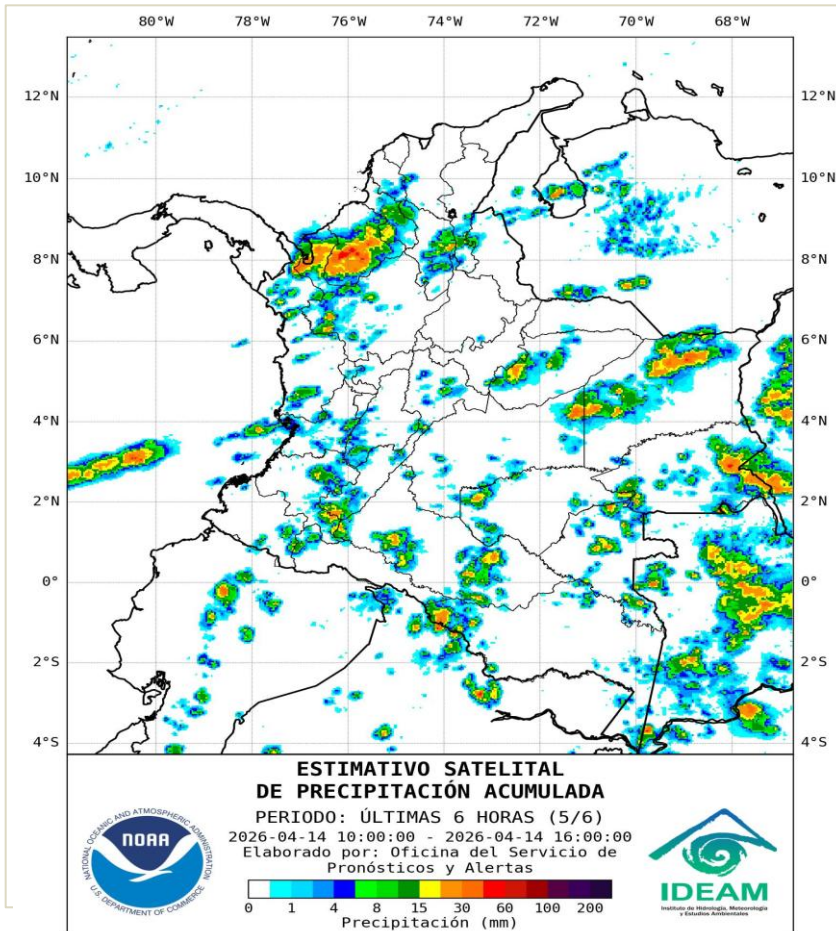 80°W 78°W 76°W 74°W 72°W 70°W 68°W
12°N 12°N
10°N 10°N
8°N 8°N
6°N 6°N
4°N 4°N
2°N 2°N
0° 0°
2°S 2°S
4°S 4°S
ESTIMATIVO SATELITAL
DE PRECIPITACIÓN ACUMULADA
PERIODO: ÚLTIMAS 6 HORAS (5/6)
2026-04-14 10:00:00 - 2026-04-14 16:00:00
Elaborado por: Oficina del Servicio de
Pronósticos y Alertas
0 1 4 8 15 30 60 100 200
Precipitación (mm)
NATIONAL OCEANIC AND ATMOSPHERIC ADMINISTRATION
NOAA
U.S. DEPARTMENT OF COMMERCE
IDEAM
Instituto de Hidrología, Meteorología
y Estudios Ambientales